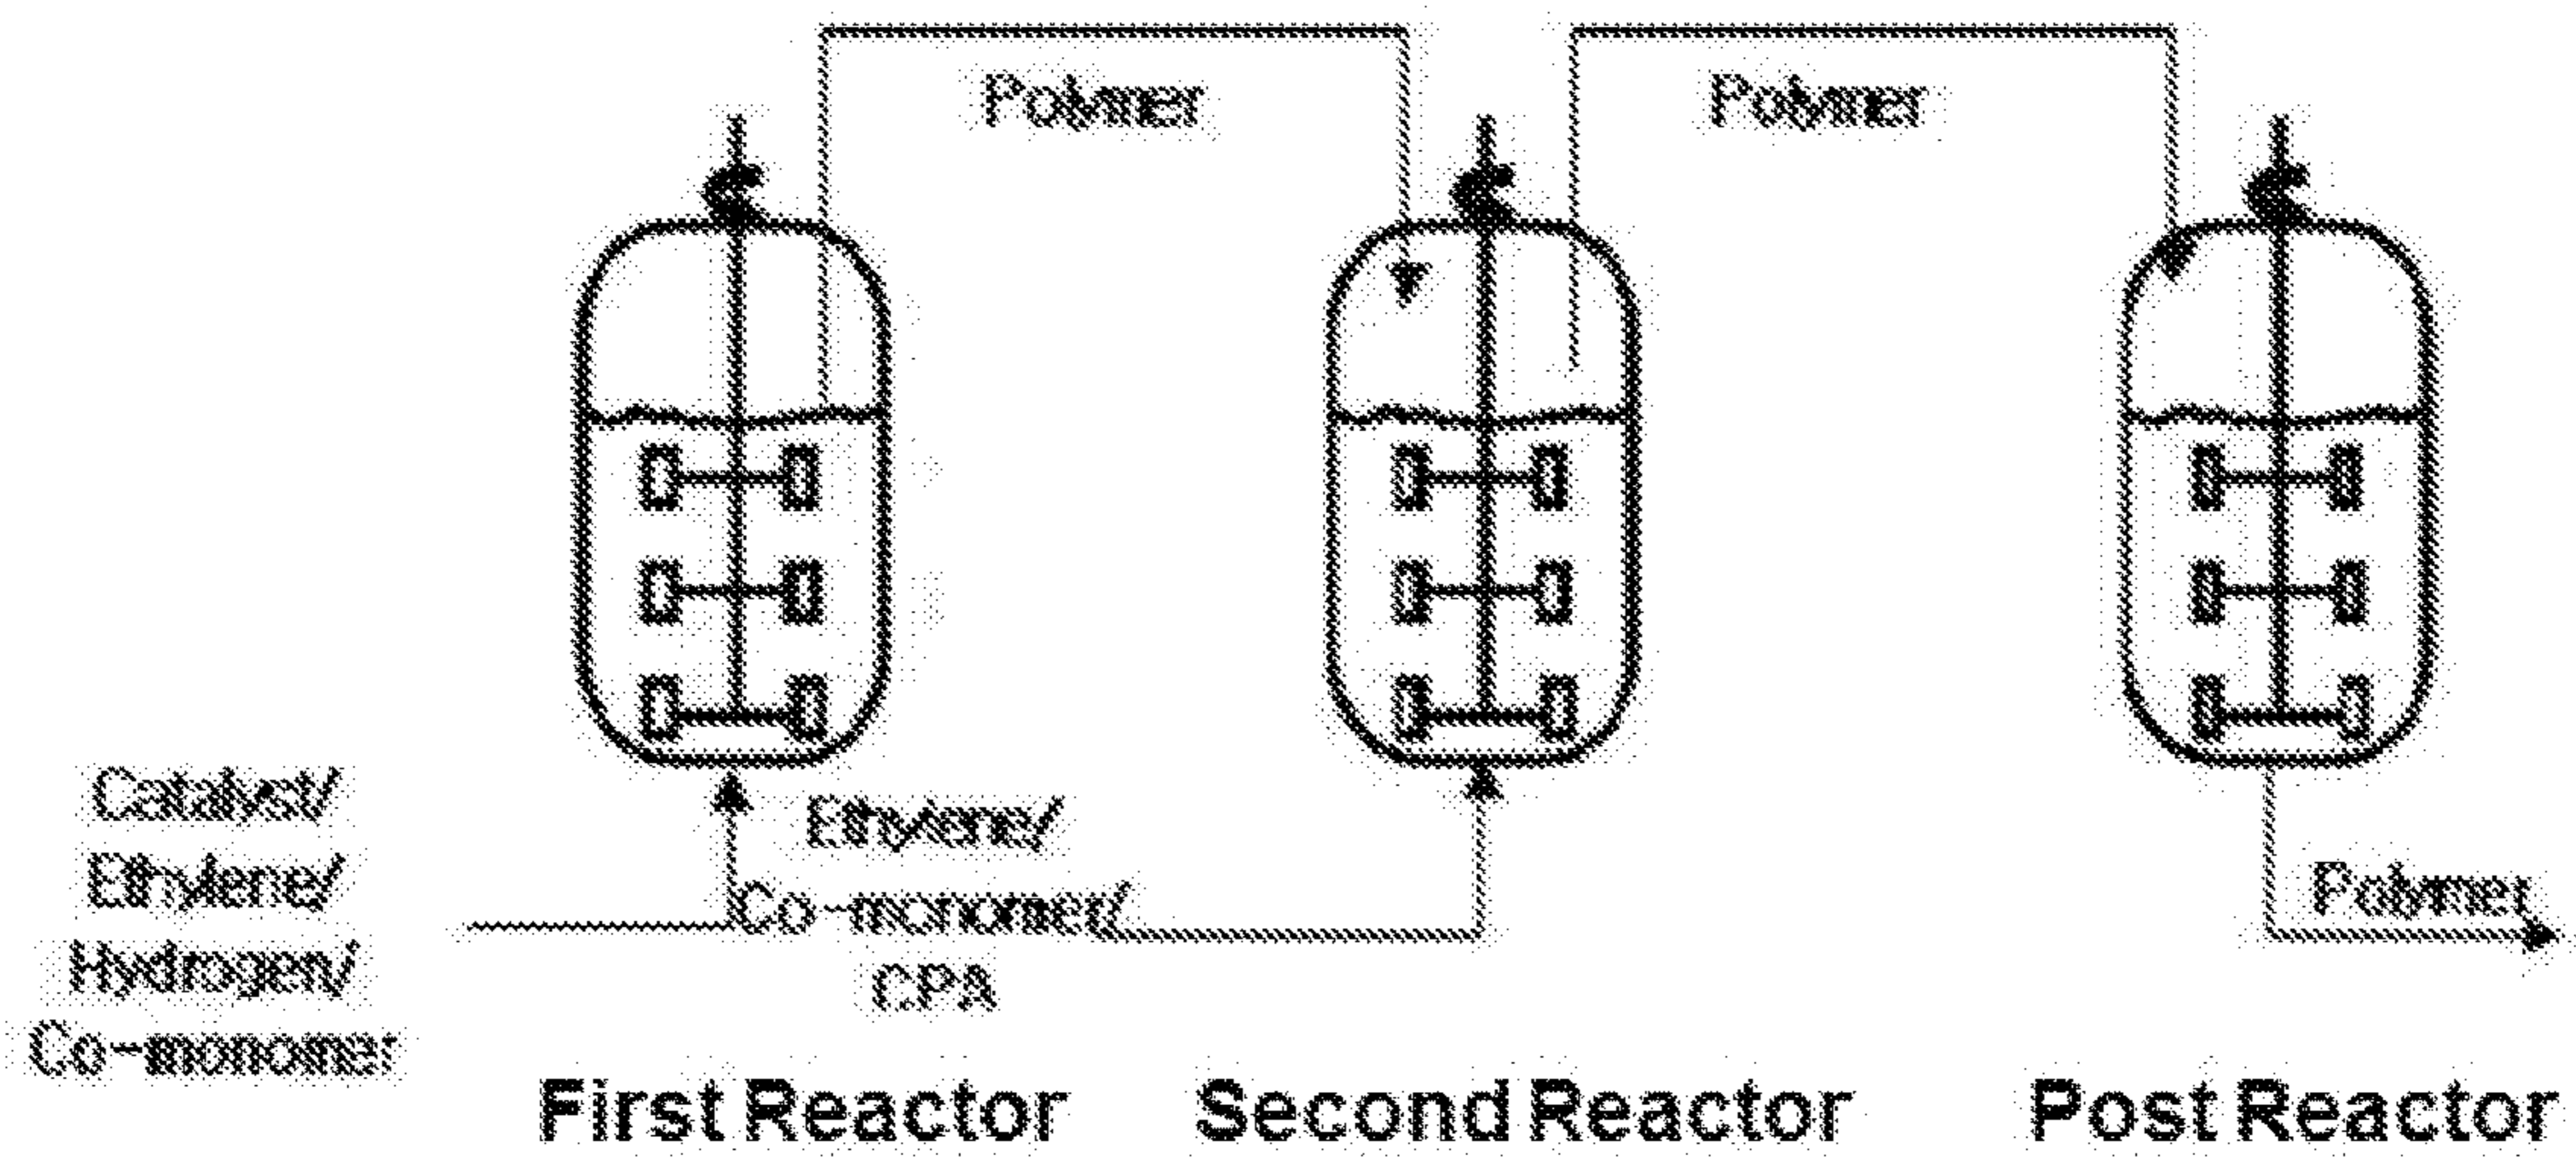 Polymer
Polymer
Catalyst/
Ethylene/
Hydrogen/
Co-monomer
Ethylene/
Co-monomer/
CPA
Polymer
First Reactor
Second Reactor
Post Reactor